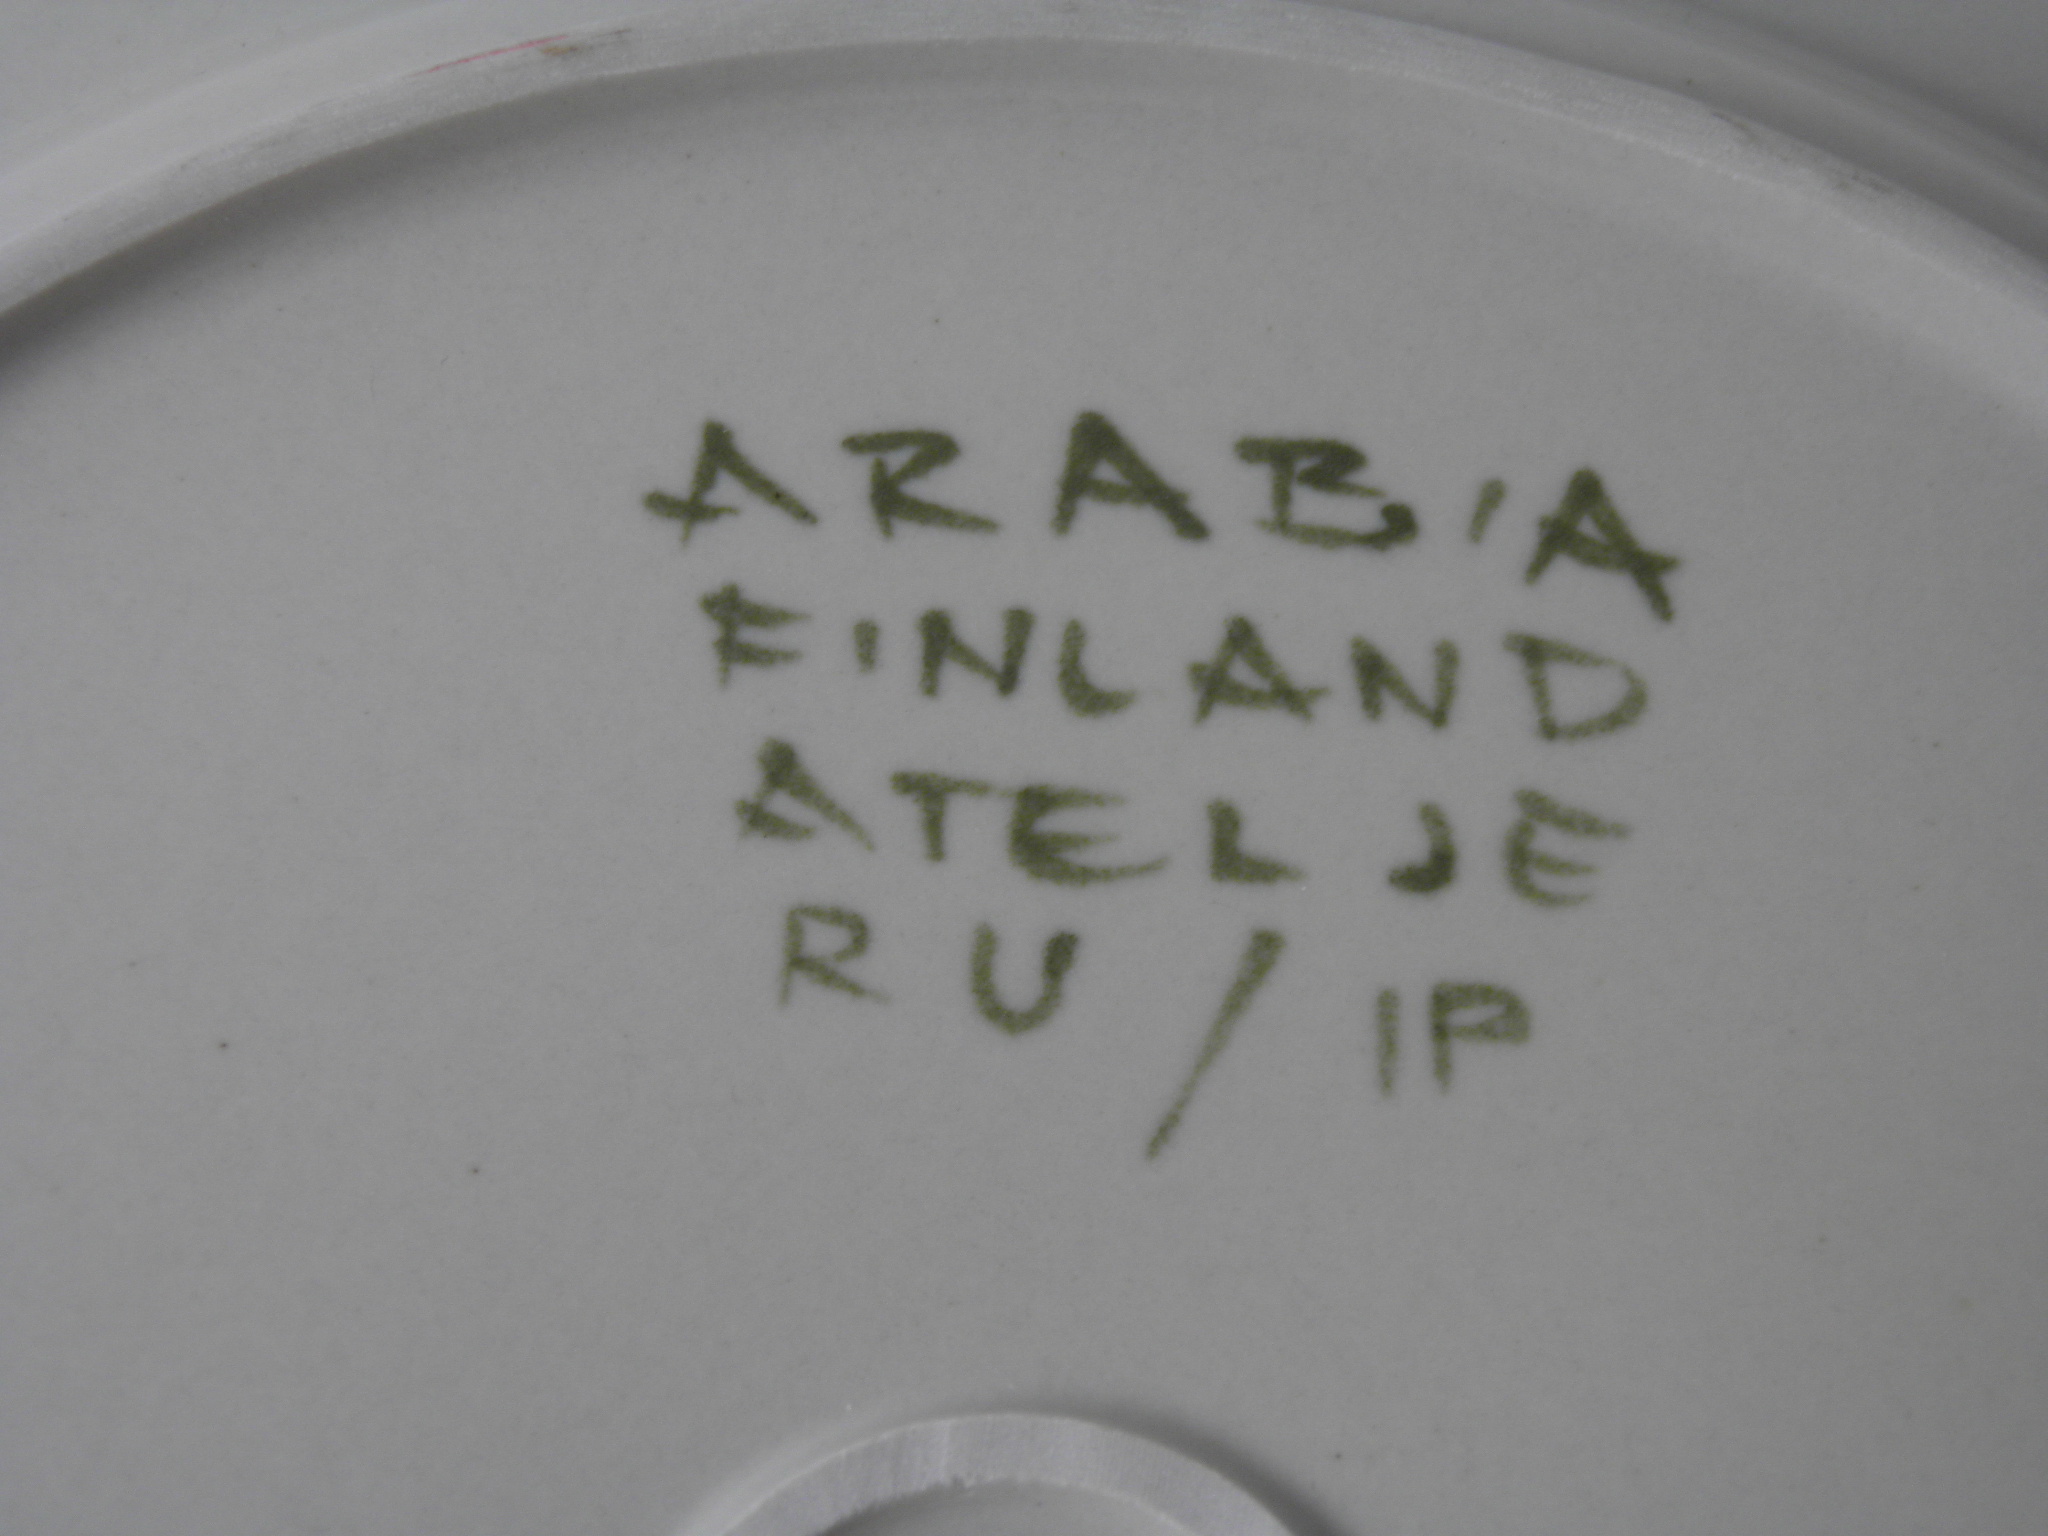 ARABIA
FINLAND
ATELJE
RU / IP